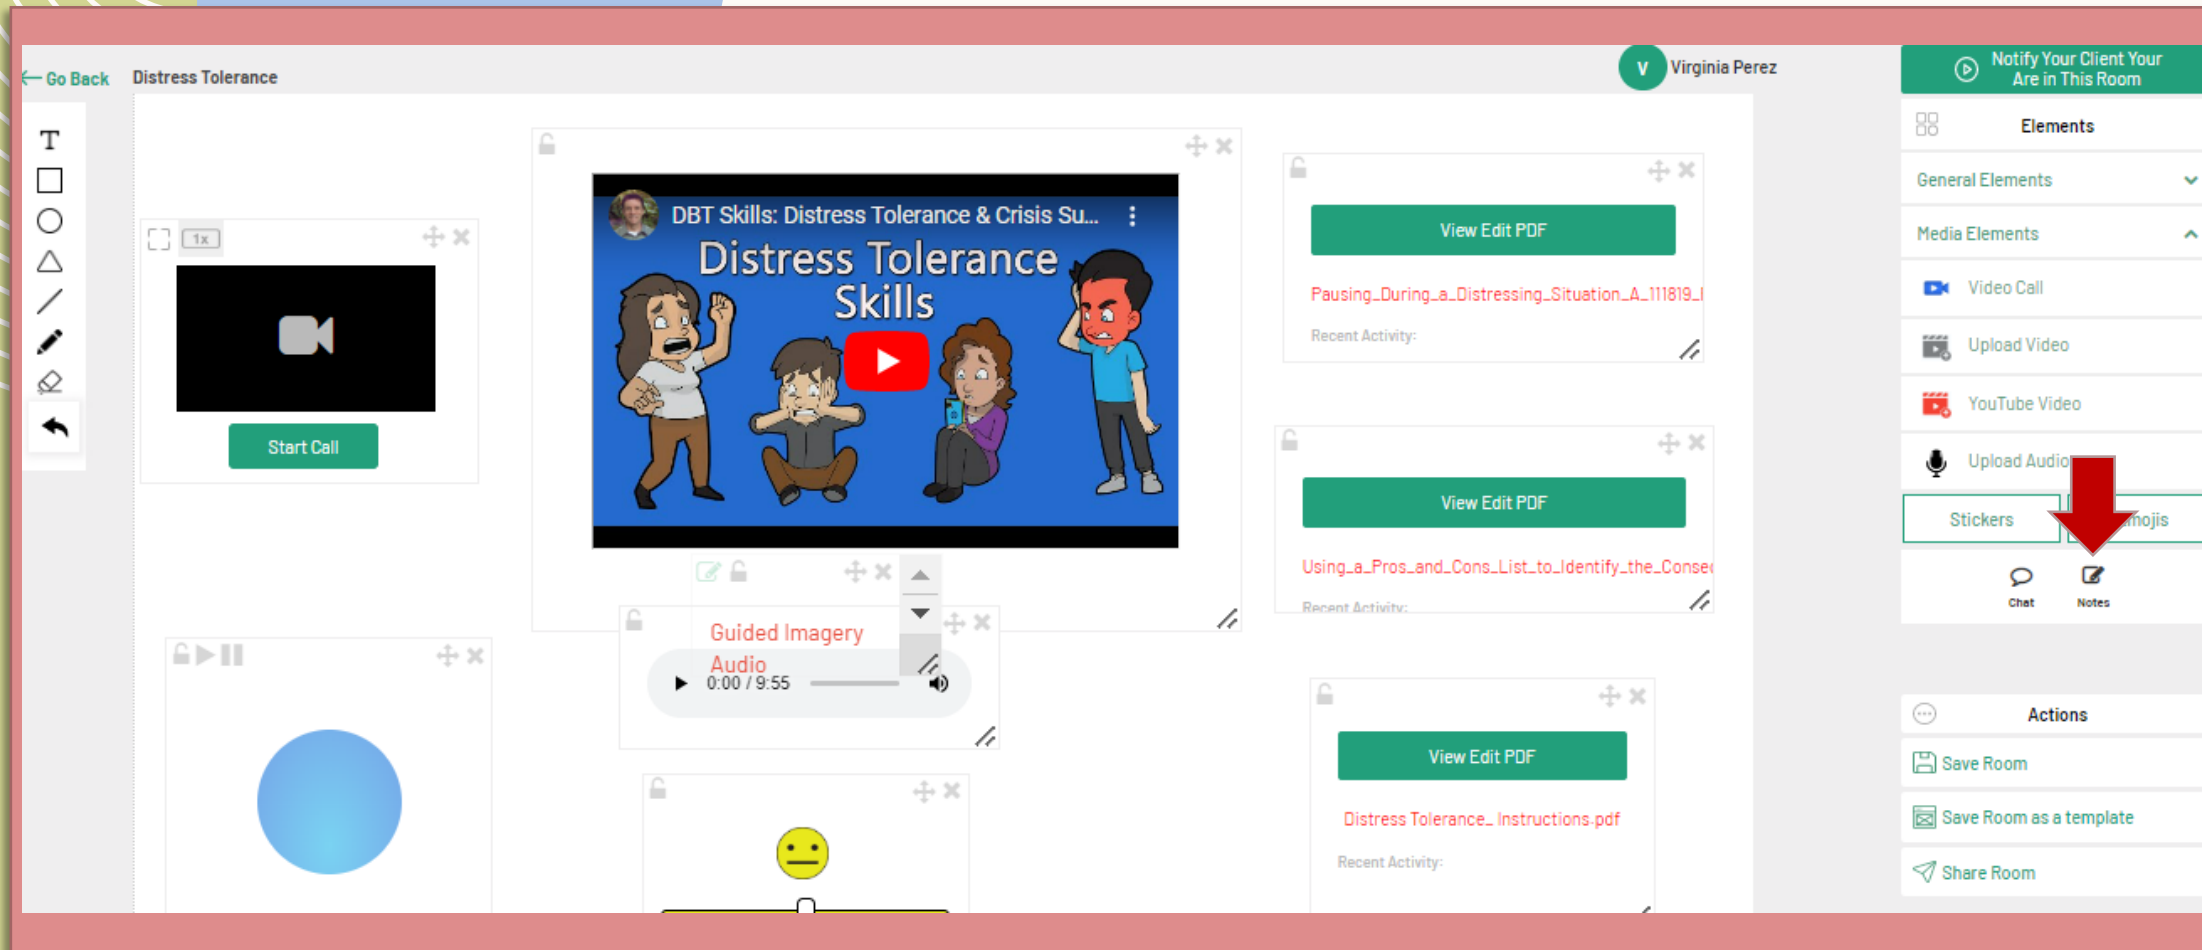 Go Back
Distress Tolerance
V
Virginia Perez
T
1x
Start Call
DBT Skills: Distress Tolerance & Crisis Su...
Distress Tolerance
Skills
Guided Imagery
Audio
0:00 / 9:55
View Edit PDF
Pausing_During_a_Distressing_Situation_A_111819_
Recent Activity:
View Edit PDF
Using_a_Pros_and_Cons_List_to_Identify_the_Conse
Recent Activity:
View Edit PDF
Distress Tolerance_ Instructions.pdf
Recent Activity:
Notify Your Client Your
Are in This Room
Elements
General Elements
Media Elements
Video Call
Upload Video
YouTube Video
Upload Audio
Stickers
mojis
Chat
Notes
Actions
Save Room
Save Room as a template
Share Room